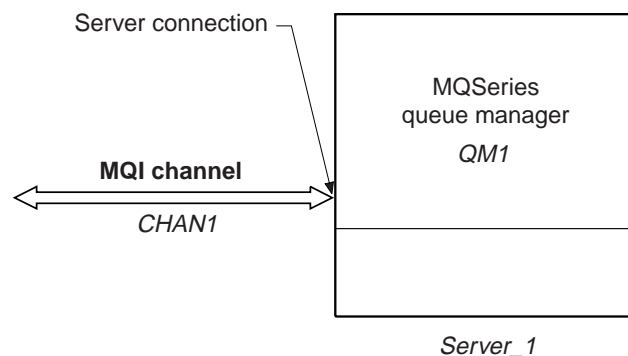 Server connection
MQSeries
queue manager
QM1
MQI channel
CHAN1
Server_1